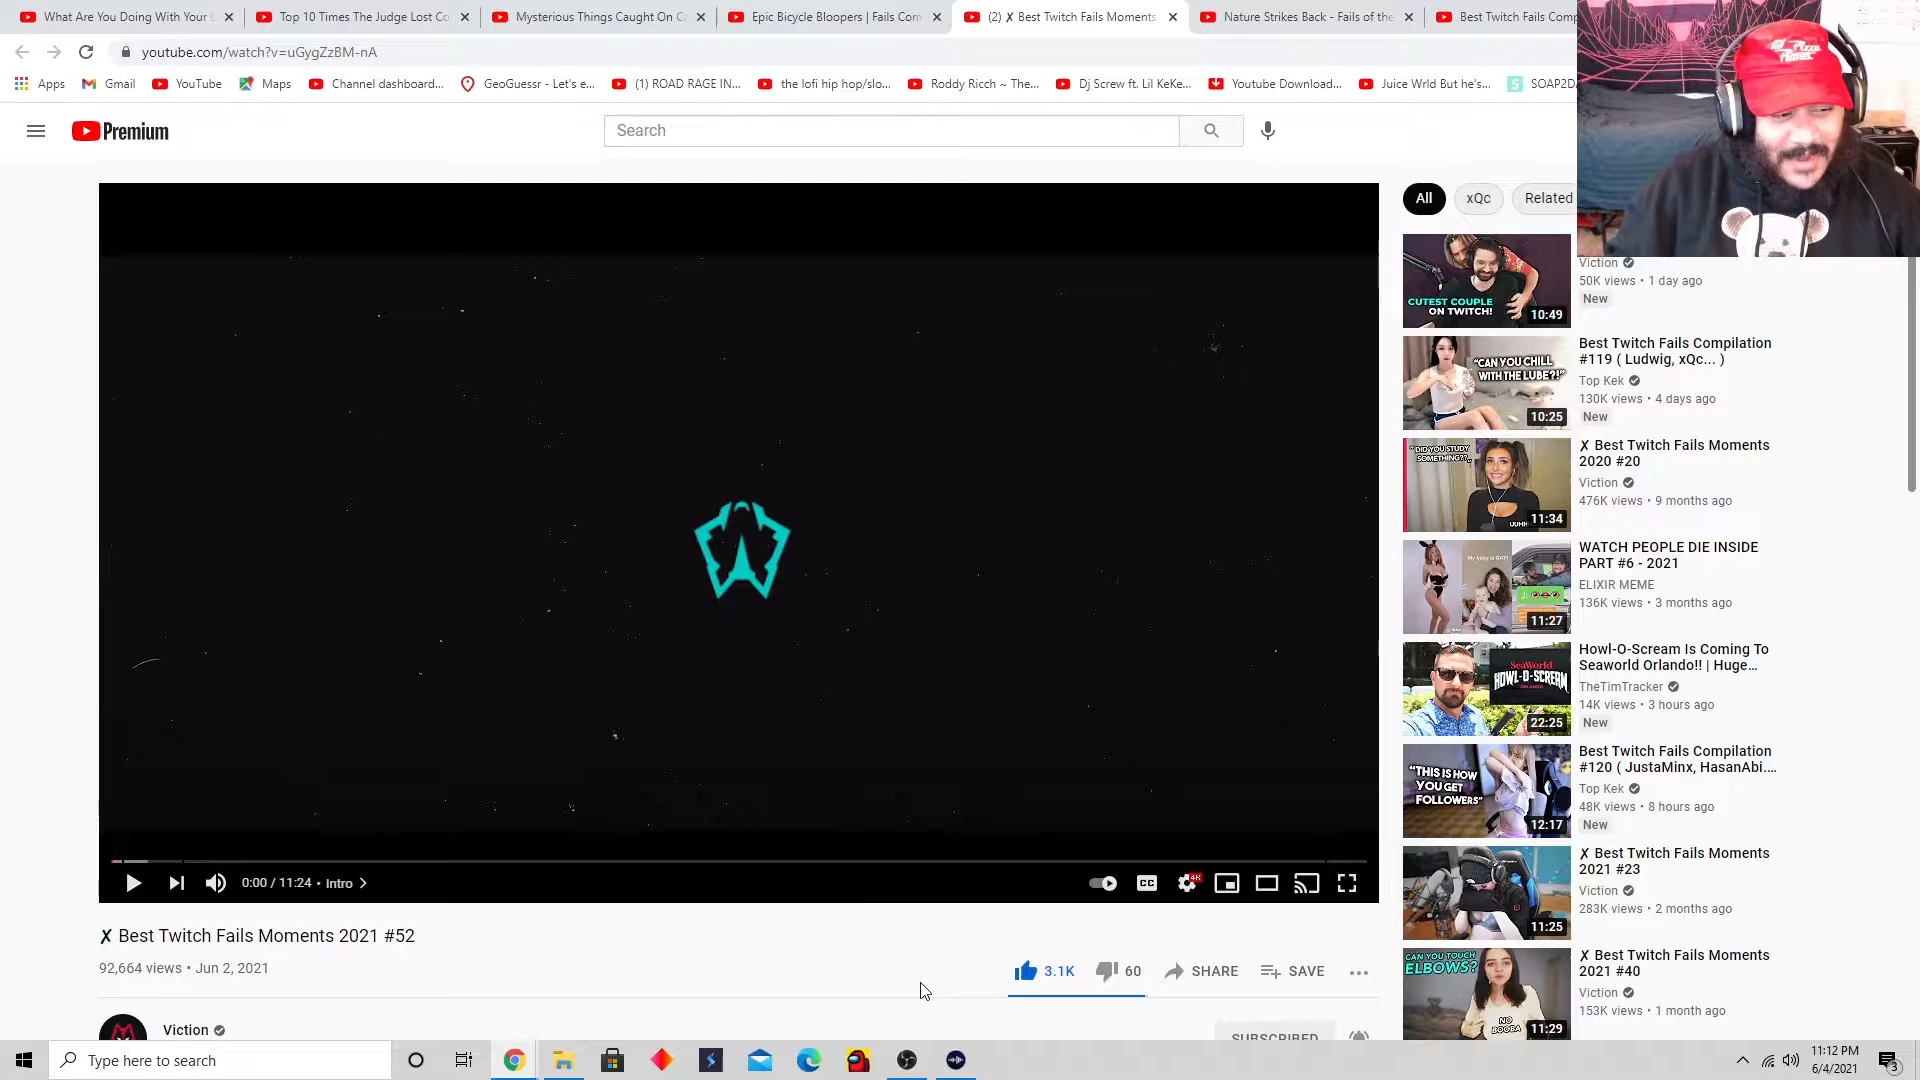 What Are You Doing With Your
Top 10 Times The Judge Lost Co
Mysterious Things Caught On C
Epic Bicycle Bloopers | Fails Com
(2) ✗ Best Twitch Fails Moments
Nature Strikes Back - Fails of the
Best Twitch Fails Comp
youtube.com/watch?v=uGygZzBM-nA
Apps
Gmail
YouTube
Maps
Channel dashboard...
GeoGuessr - Let's e...
(1) ROAD RAGE IN...
the lofi hip hop/slo...
Roddy Ricch ~ The...
Dj Screw ft. Lil KeKe...
Youtube Download...
Juice Wrld But he's...
SOAP2D
Premium
Search
All
xQc
Related
CUTEST COUPLE
ON TWITCH!
10:49
Viction
50K views • 1 day ago
New
"CAN YOU CHILL
WITH THE LUBE?!"
10:25
Best Twitch Fails Compilation
#119 ( Ludwig, xQc... )
Top Kek
130K views • 4 days ago
New
"DID YOU STUDY
SOMETHING??"
11:34
✗ Best Twitch Fails Moments
2020 #20
Viction
476K views • 9 months ago
My baby is GAY!
11:27
WATCH PEOPLE DIE INSIDE
PART #6 - 2021
ELIXIR MEME
136K views • 3 months ago
SeaWorld
HOWL-O-SCREAM
ORLANDO
22:25
Howl-O-Scream Is Coming To
Seaworld Orlando!! | Huge...
TheTimTracker
14K views • 3 hours ago
New
"THIS IS HOW
YOU GET
FOLLOWERS"
12:17
Best Twitch Fails Compilation
#120 ( JustaMinx, HasanAbi....
Top Kek
48K views • 8 hours ago
New
11:25
✗ Best Twitch Fails Moments
2021 #23
Viction
283K views • 2 months ago
CAN YOU TOUCH
ELBOWS?
NO
BOOBA
11:29
✗ Best Twitch Fails Moments
2021 #40
Viction
153K views • 1 month ago
0:00 / 11:24 • Intro
CC
4K
✗ Best Twitch Fails Moments 2021 #52
92,664 views • Jun 2, 2021
3.1K
60
SHARE
SAVE
Viction
SUBSCRIBED
Type here to search
11:12 PM
6/4/2021
3